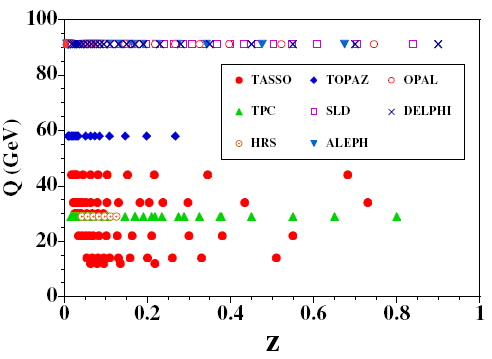 100
80
60
40
20
0
Q (GeV)
TASSO TOPAZ OPAL
TPC SLD DELPHI
HRS ALEPH
0 0.2 0.4 0.6 0.8 1
z